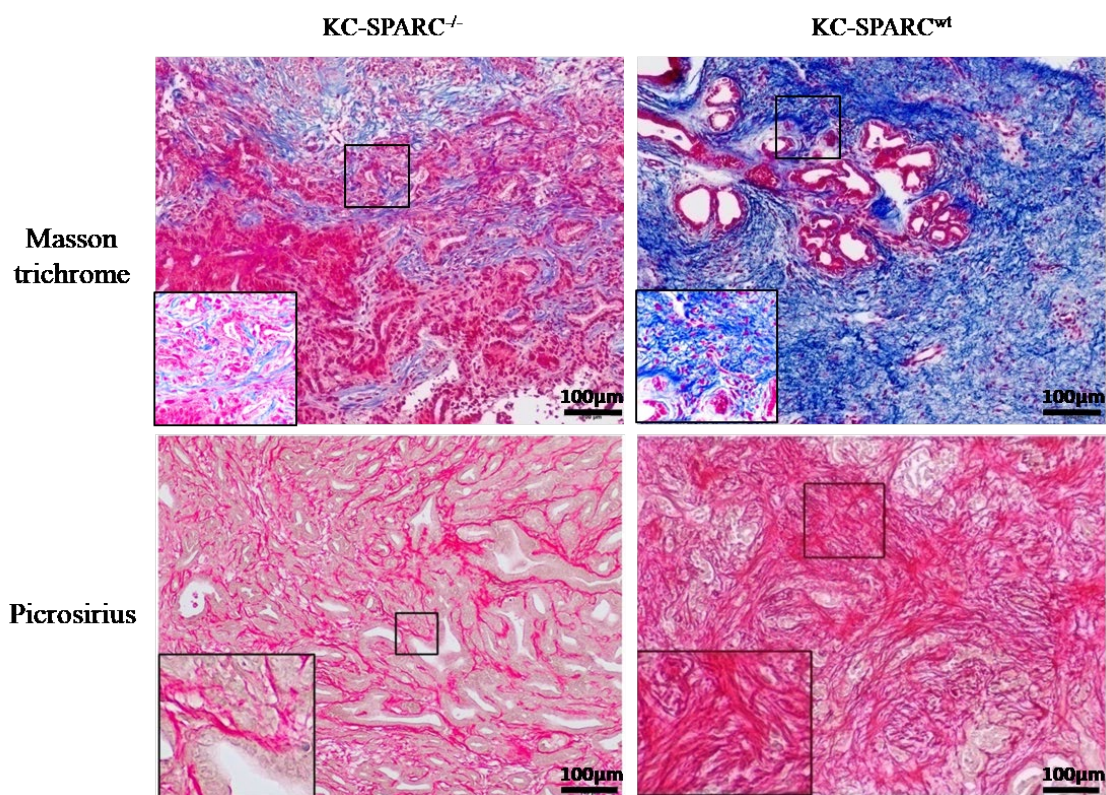 KC-SPARC⁻/⁻ KC-SPARCʷᵗ
Masson
trichrome
100μm 100μm
Picrosirius
100μm 100μm